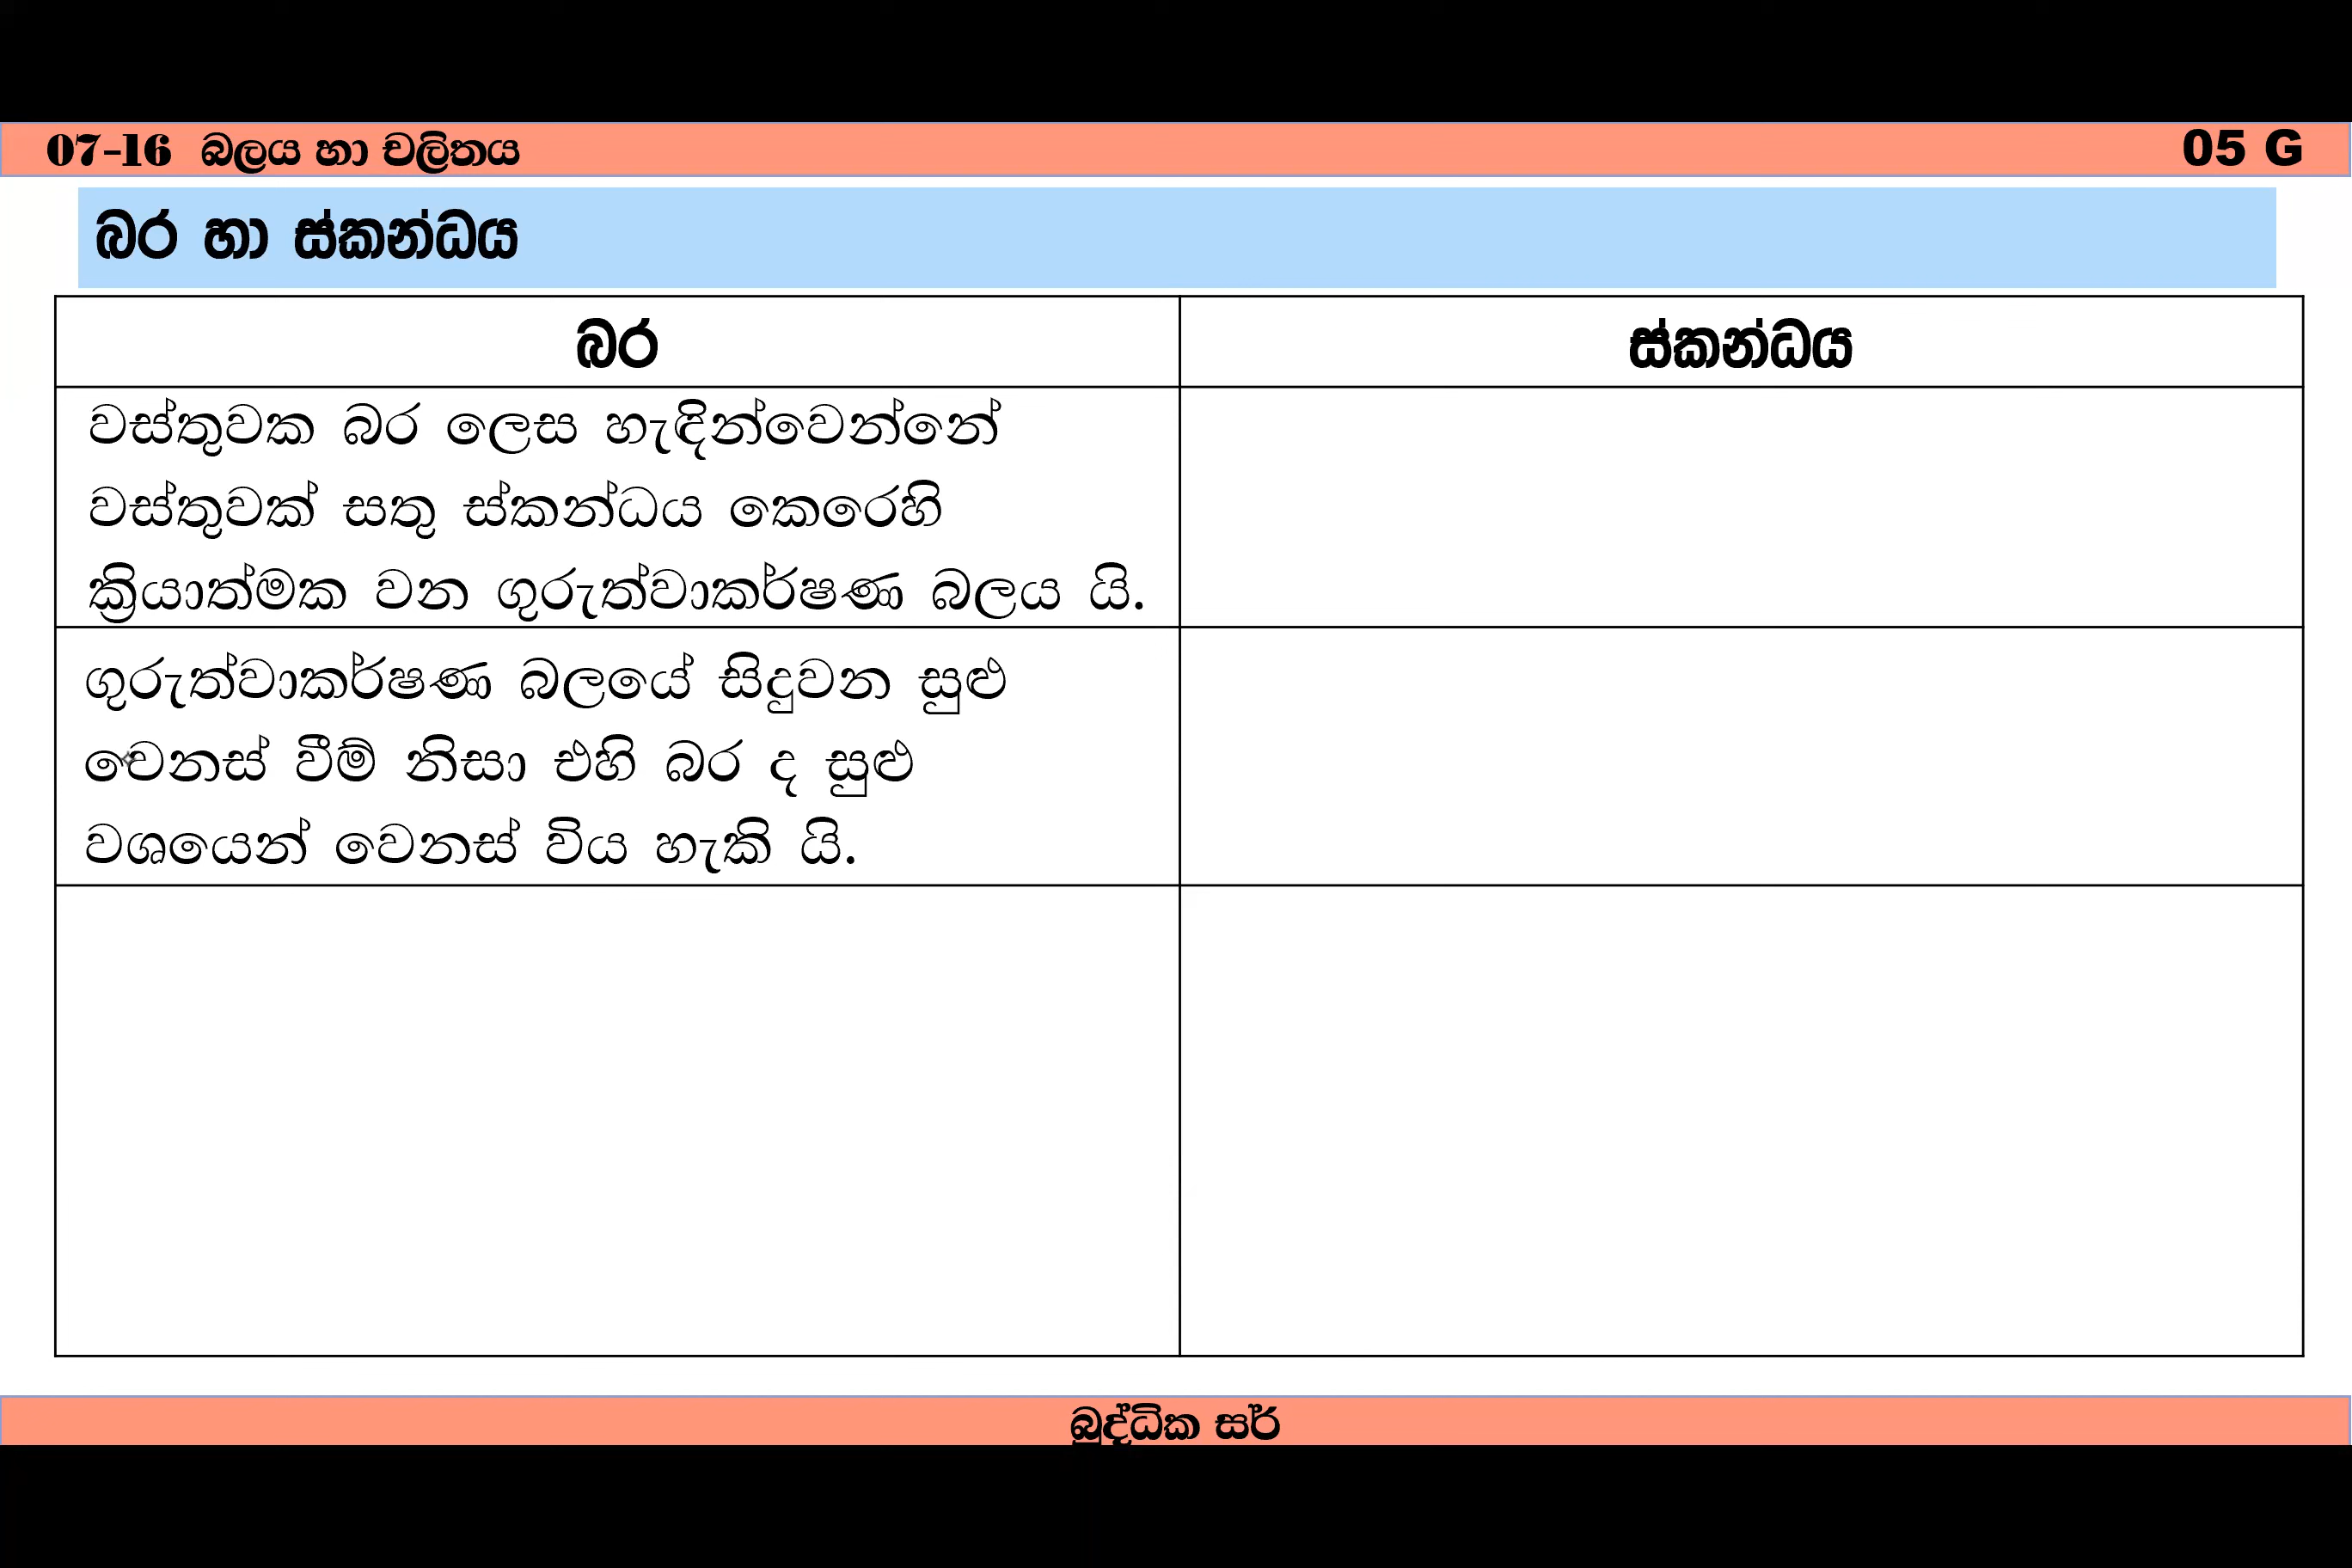 07-16 බලය හා චලිතය
05 G
බර හා ස්කන්ධය
බර
ස්කන්ධය
වස්තුවක බර ලෙස හැඳින්වෙන්නේ
වස්තුවක් සතු ස්කන්ධය කෙරෙහි
ක්‍රියාත්මක වන ගුරුත්වාකර්ෂණ බලය යි.
ගුරුත්වාකර්ෂණ බලයේ සිදුවන සුළු
වෙනස් වීම් නිසා එහි බර ද සුළු
වශයෙන් වෙනස් විය හැකි යි.
බුද්ධික සර්